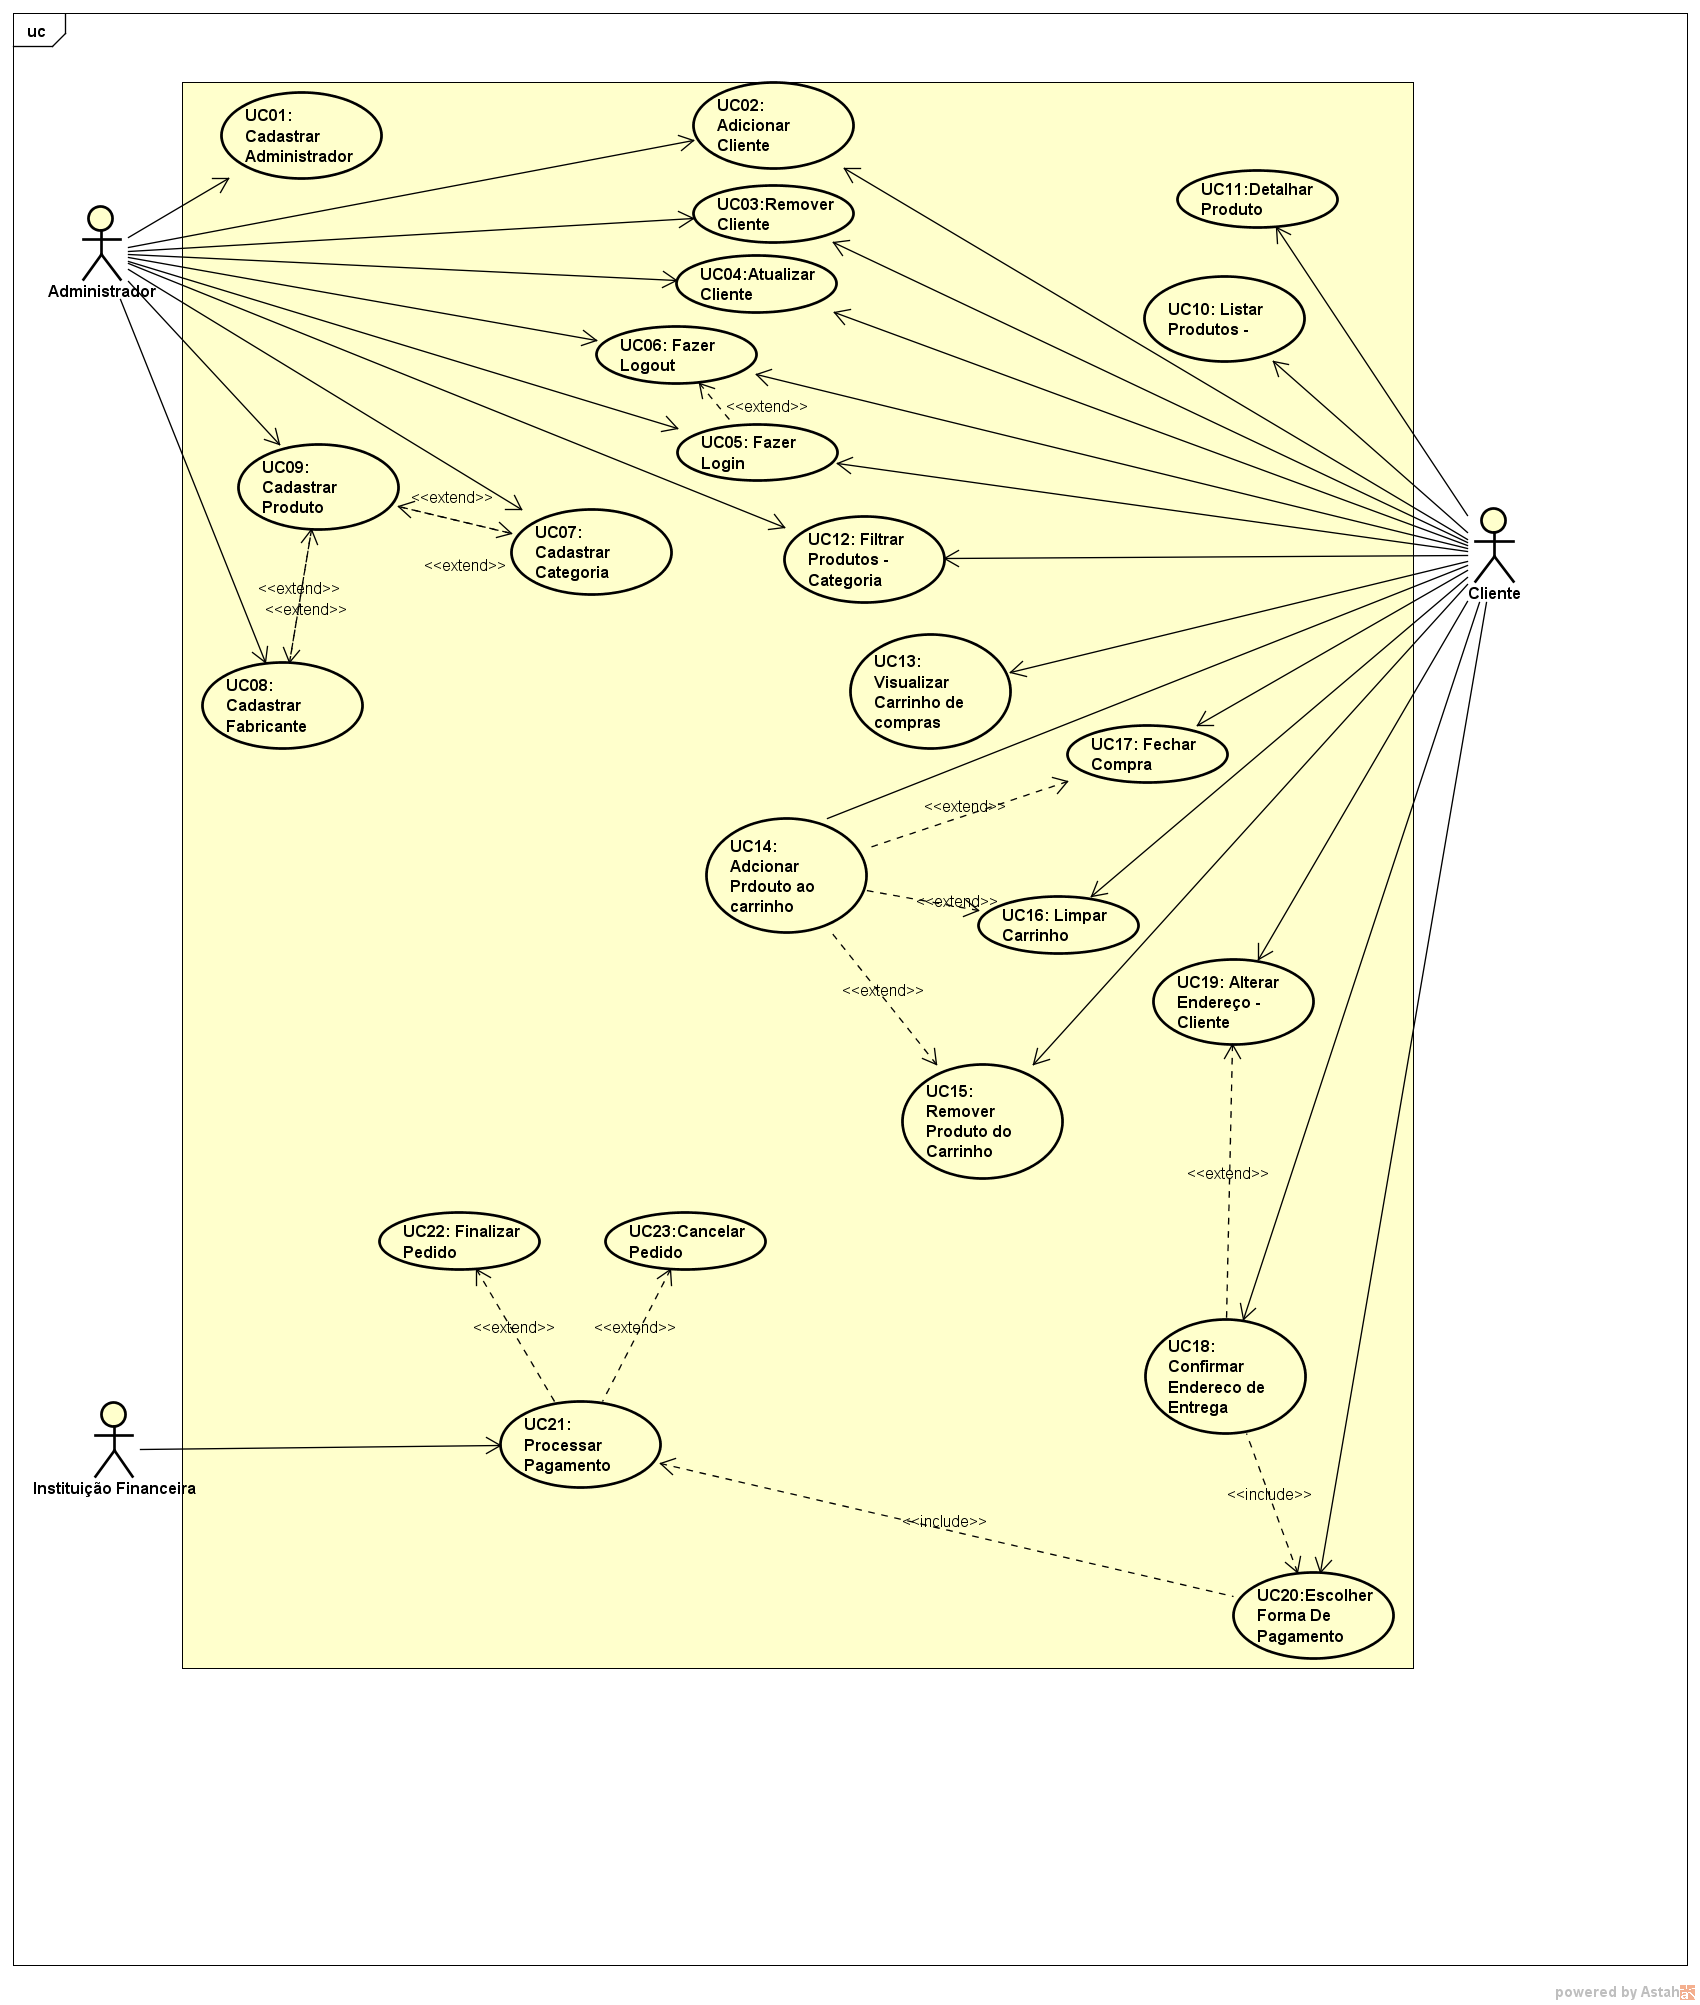 uc
UC01:
Cadastrar
Administrador
UC02:
Adicionar
Cliente
UC03:Remover
Cliente
UC11:Detalhar
Produto
Administrador
UC04:Atualizar
Cliente
UC10: Listar
Produtos -
UC06: Fazer
Logout
<<extend>>
UC05: Fazer
Login
UC09:
Cadastrar
Produto
<<extend>>
UC07:
Cadastrar
Categoria
<<extend>>
UC12: Filtrar
Produtos -
Categoria
Cliente
<<extend>>
<<extend>>
UC08:
Cadastrar
Fabricante
UC13:
Visualizar
Carrinho de
compras
UC17: Fechar
Compra
<<extend>>
UC14:
Adcionar
Prdouto ao
carrinho
<<extend>>
UC16: Limpar
Carrinho
<<extend>>
UC19: Alterar
Endereço -
Cliente
UC15:
Remover
Produto do
Carrinho
<<extend>>
UC22: Finalizar
Pedido
UC23:Cancelar
Pedido
<<extend>>
<<extend>>
UC18:
Confirmar
Endereco de
Entrega
UC21:
Processar
Pagamento
Instituição Financeira
<<include>>
<<include>>
UC20:Escolher
Forma De
Pagamento
powered by Astah